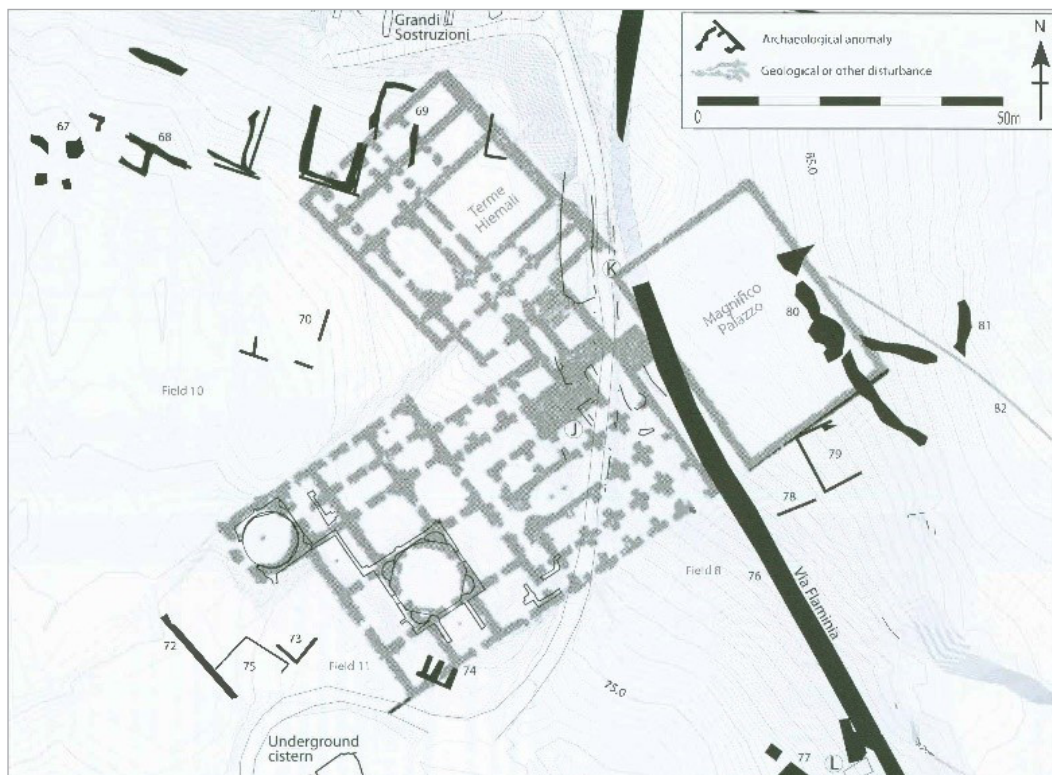 Grandi
Sostruzioni
Archaeological anomaly
Geological or other disturbance
0
50m
N
67
68
69
Terme
Hiemali
85.0
K
Magnifico
Palazzo
80
81
82
70
Field 10
J
79
78
Field 8
76
Via Flaminia
72
75
73
Field 11
74
25.0
Underground
cistern
77
L